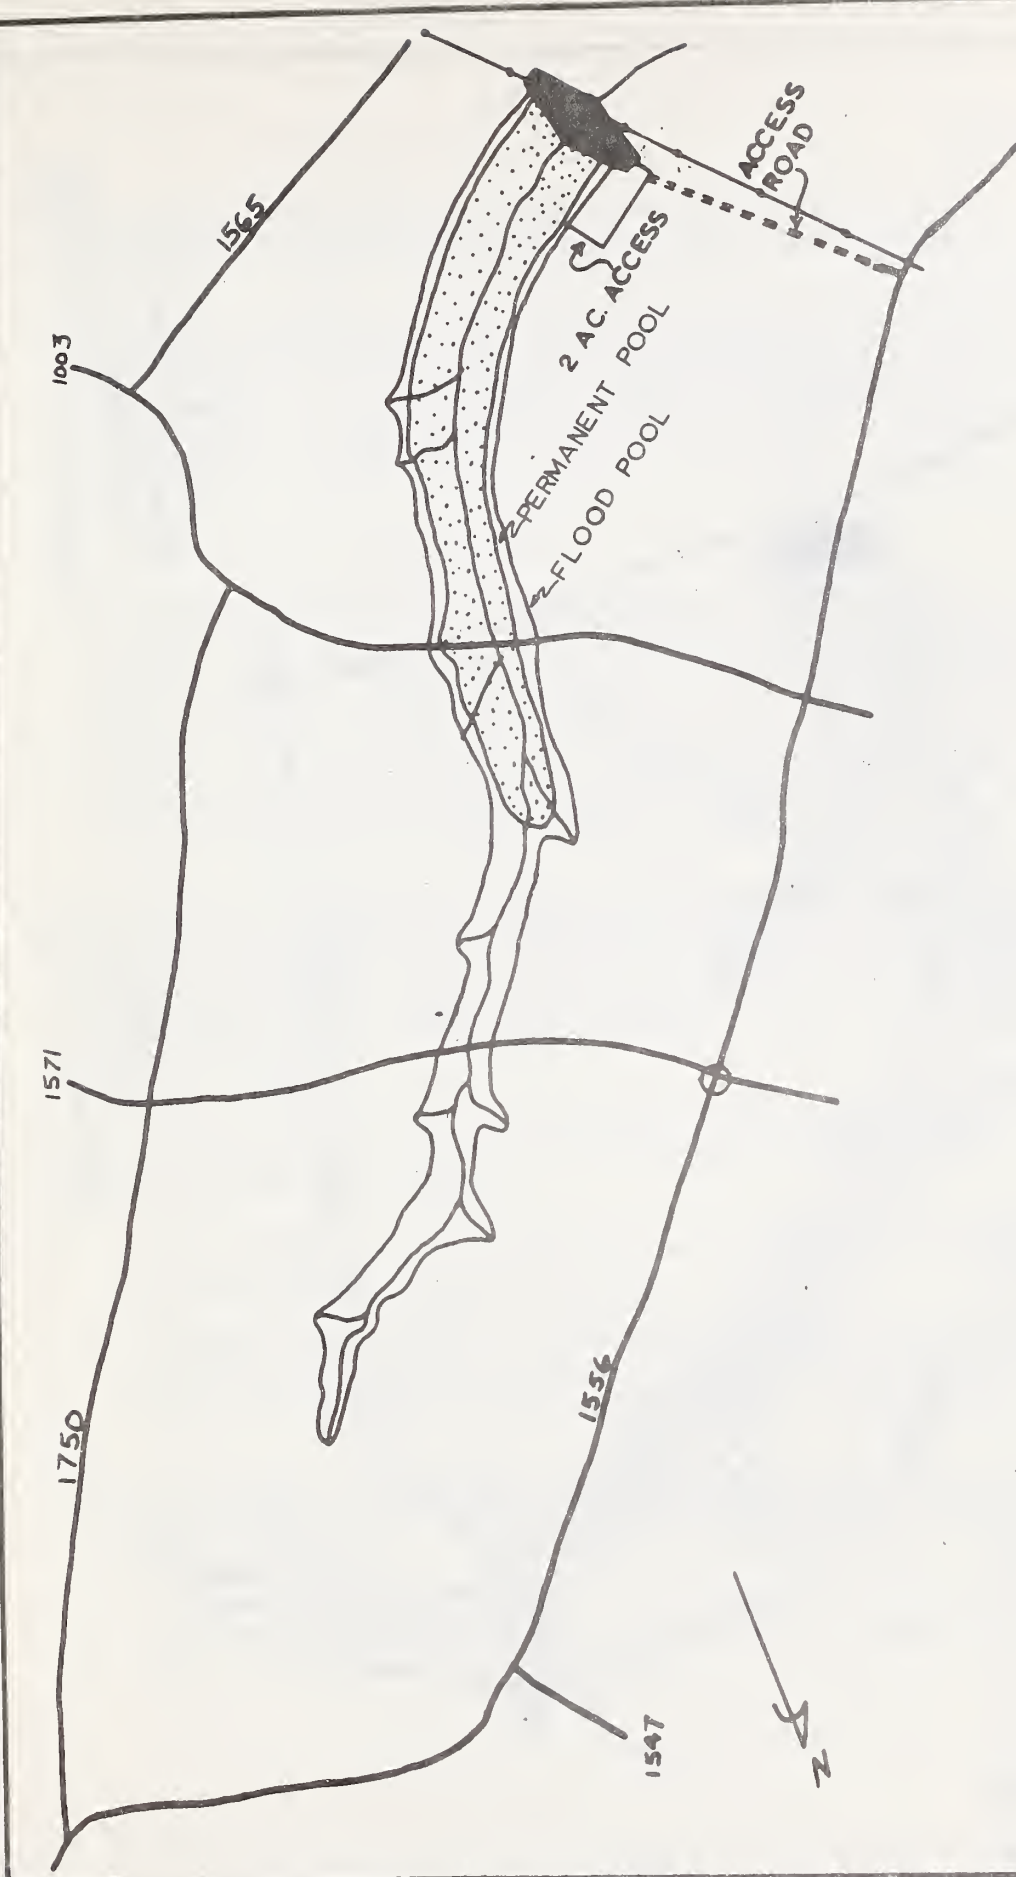 1565
1003
ACCESS
ROAD
2 AC. ACCESS
PERMANENT POOL
FLOOD POOL
1571
1750
1556
1547
N